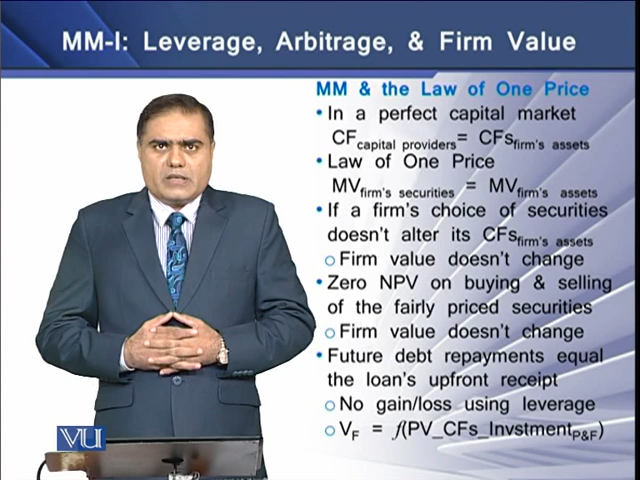 MM-I: Leverage, Arbitrage, & Firm Value
MM & the Law of One Price
• In a perfect capital market
CFcapital providers = CFsfirm's assets
• Law of One Price
MVfirm's securities = MVfirm's assets
• If a firm's choice of securities
doesn't alter its CFsfirm's assets
o Firm value doesn't change
• Zero NPV on buying & selling
of the fairly priced securities
o Firm value doesn't change
• Future debt repayments equal
the loan's upfront receipt
o No gain/loss using leverage
o VF = f(PV_CFs_InvstmentP&F)
VU